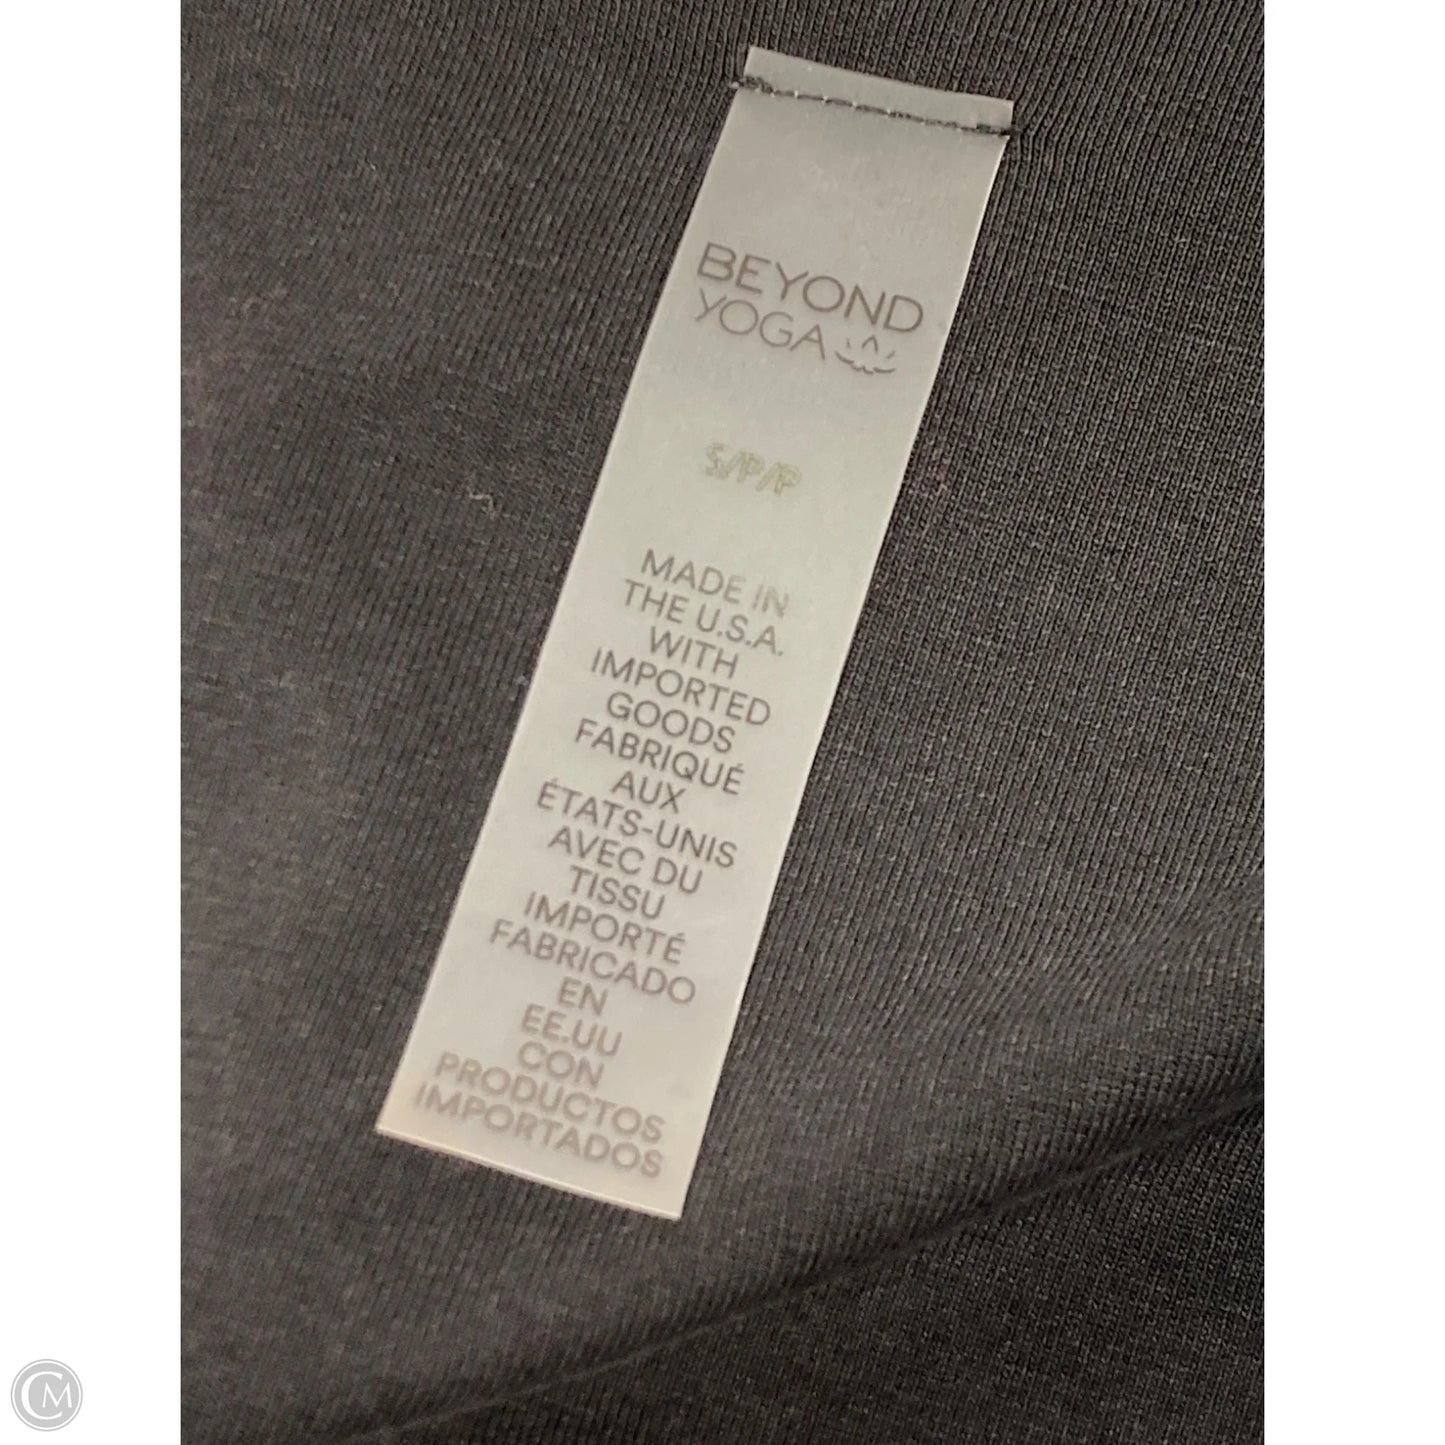 BEYOND
YOGA
S/P/P
MADE IN
THE U.S.A.
WITH
IMPORTED
GOODS
FABRIQUÉ
AUX
ÉTATS-UNIS
AVEC DU
TISSU
IMPORTÉ
FABRICADO
EN
EE.UU
CON
PRODUCTOS
IMPORTADOS
CM